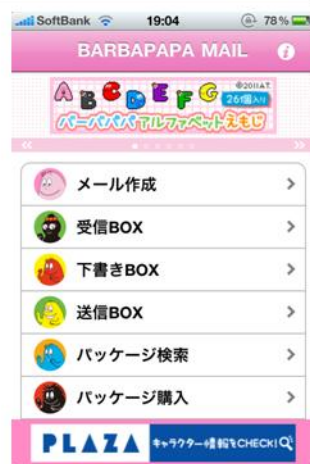 SoftBank 19:04 78%
BARBAPAPA MAIL
©2011A.T.
ABCDEFG 26個入り
バーバパパアルファベットえもじ
メール作成
受信BOX
下書きBOX
送信BOX
パッケージ検索
パッケージ購入
PLAZA キャラクター情報をCHECK!